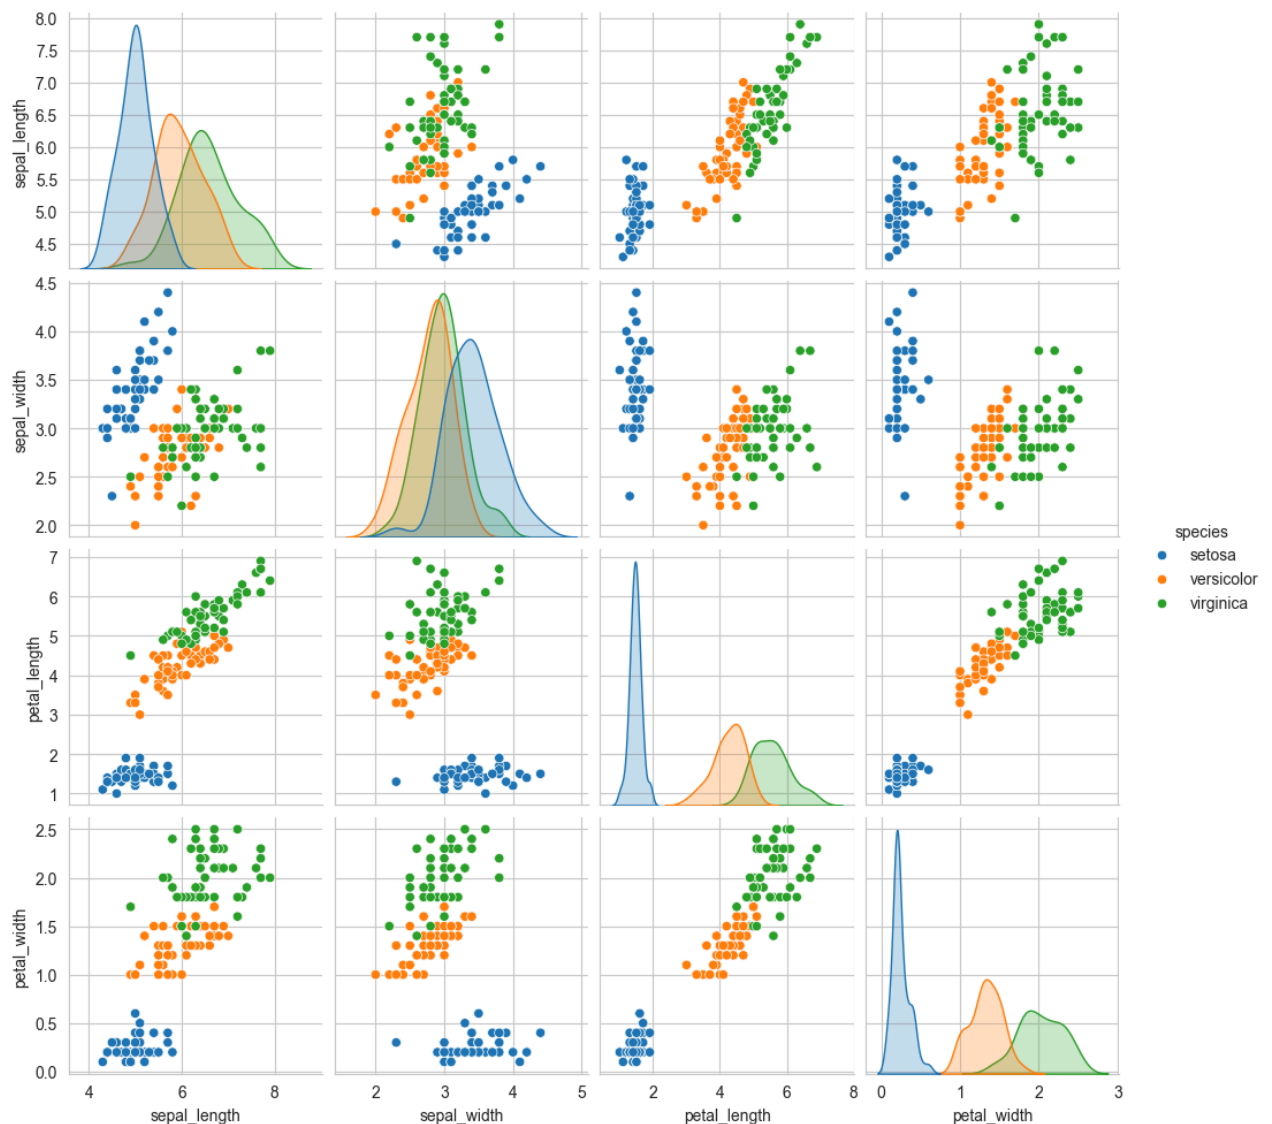 8.0
7.5
7.0
6.5
6.0
5.5
5.0
4.5
sepal_length
4.5
4.0
3.5
3.0
2.5
2.0
sepal_width
species
setosa
versicolor
virginica
7
6
5
4
3
2
1
petal_length
2.5
2.0
1.5
1.0
0.5
0.0
petal_width
4 6 8 2 3 4 5 2 4 6 8 0 1 2 3
sepal_length sepal_width petal_length petal_width